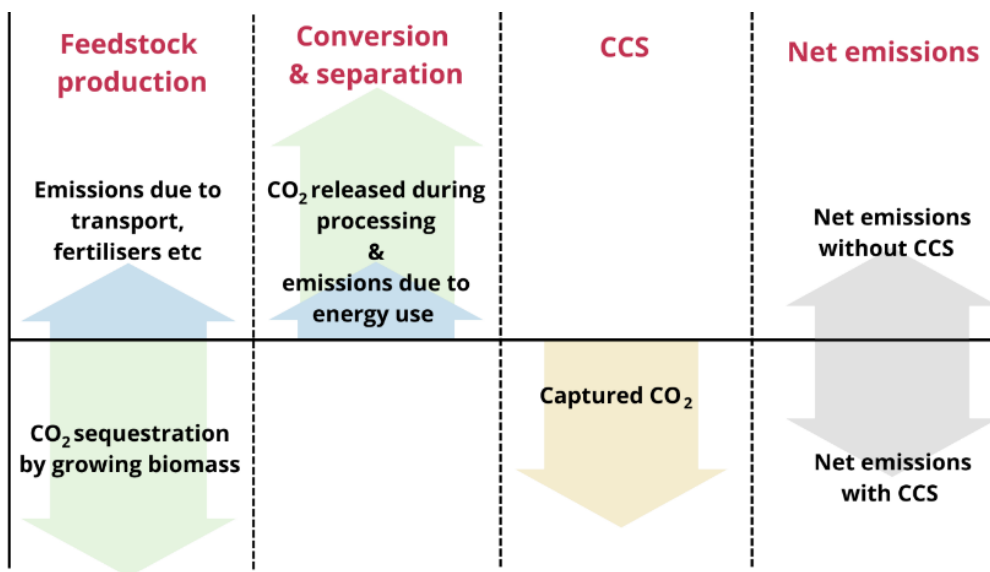 Feedstock
production
Conversion
& separation
CCS
Net emissions
Emissions due to
transport,
fertilisers etc
CO₂ released during
processing
&
emissions due to
energy use
Net emissions
without CCS
CO₂ sequestration
by growing biomass
Captured CO₂
Net emissions
with CCS